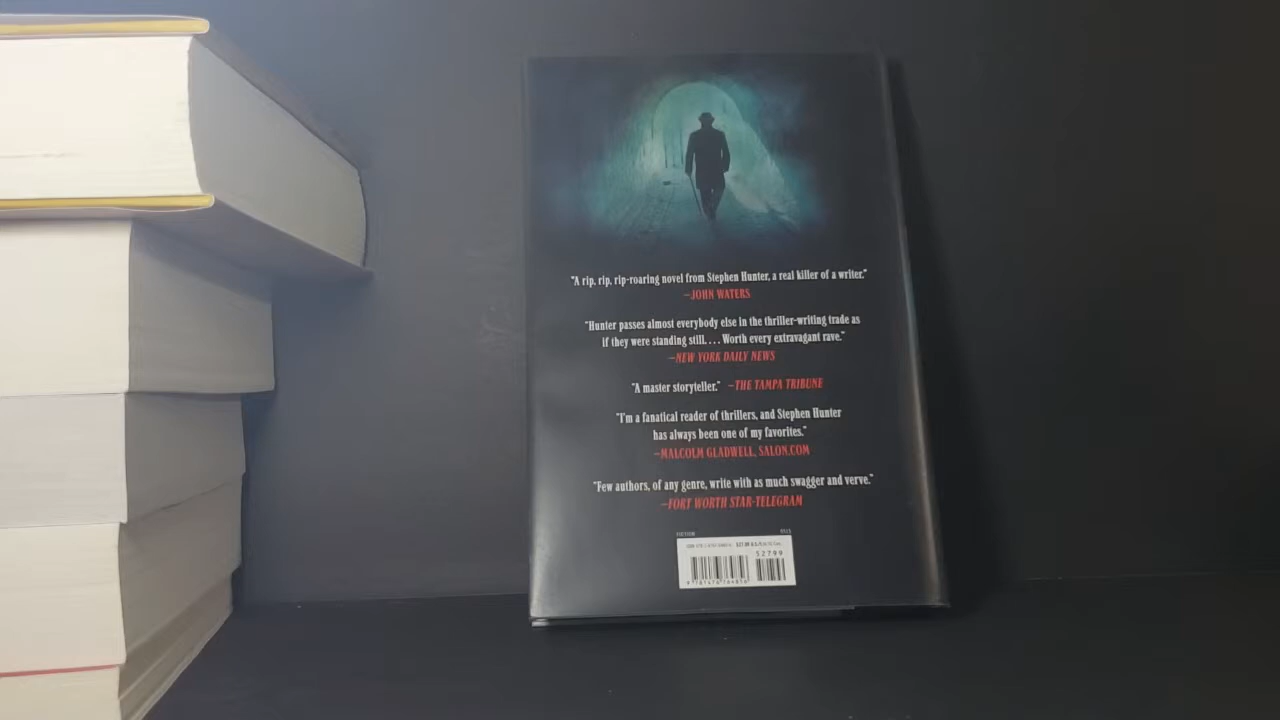 "A rip, rip, rip-roaring novel from Stephen Hunter, a real killer of a writer."
—JOHN WATERS
"Hunter passes almost everybody else in the thriller-writing trade as
if they were standing still.... Worth every extravagant rave."
—NEW YORK DAILY NEWS
"A master storyteller." —THE TAMPA TRIBUNE
"I'm a fanatical reader of thrillers, and Stephen Hunter
has always been one of my favorites."
—MALCOLM GLADWELL, SALON.COM
"Few authors, of any genre, write with as much swagger and verve."
—FORT WORTH STAR-TELEGRAM
FICTION
52799